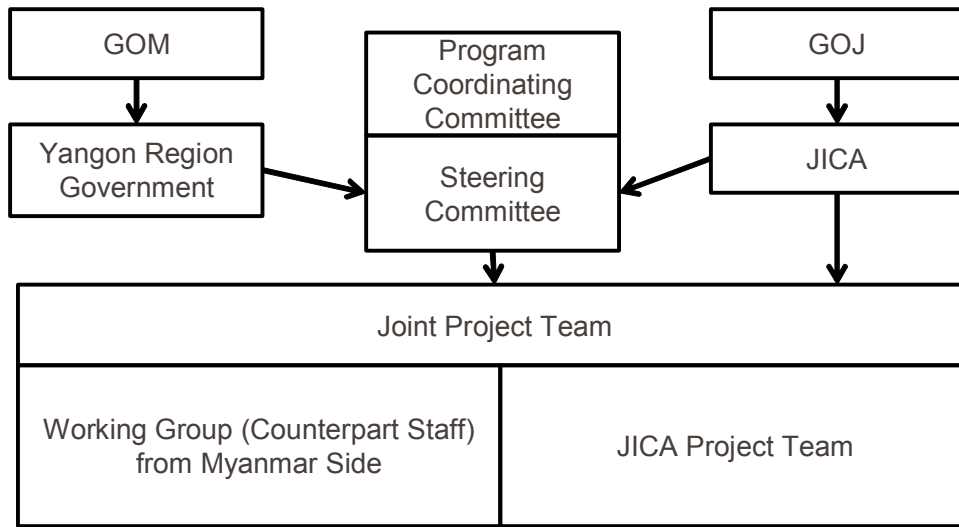 GOM
Program
Coordinating
Committee
GOJ
Yangon Region
Government
Steering
Committee
JICA
Joint Project Team
Working Group (Counterpart Staff)
from Myanmar Side
JICA Project Team